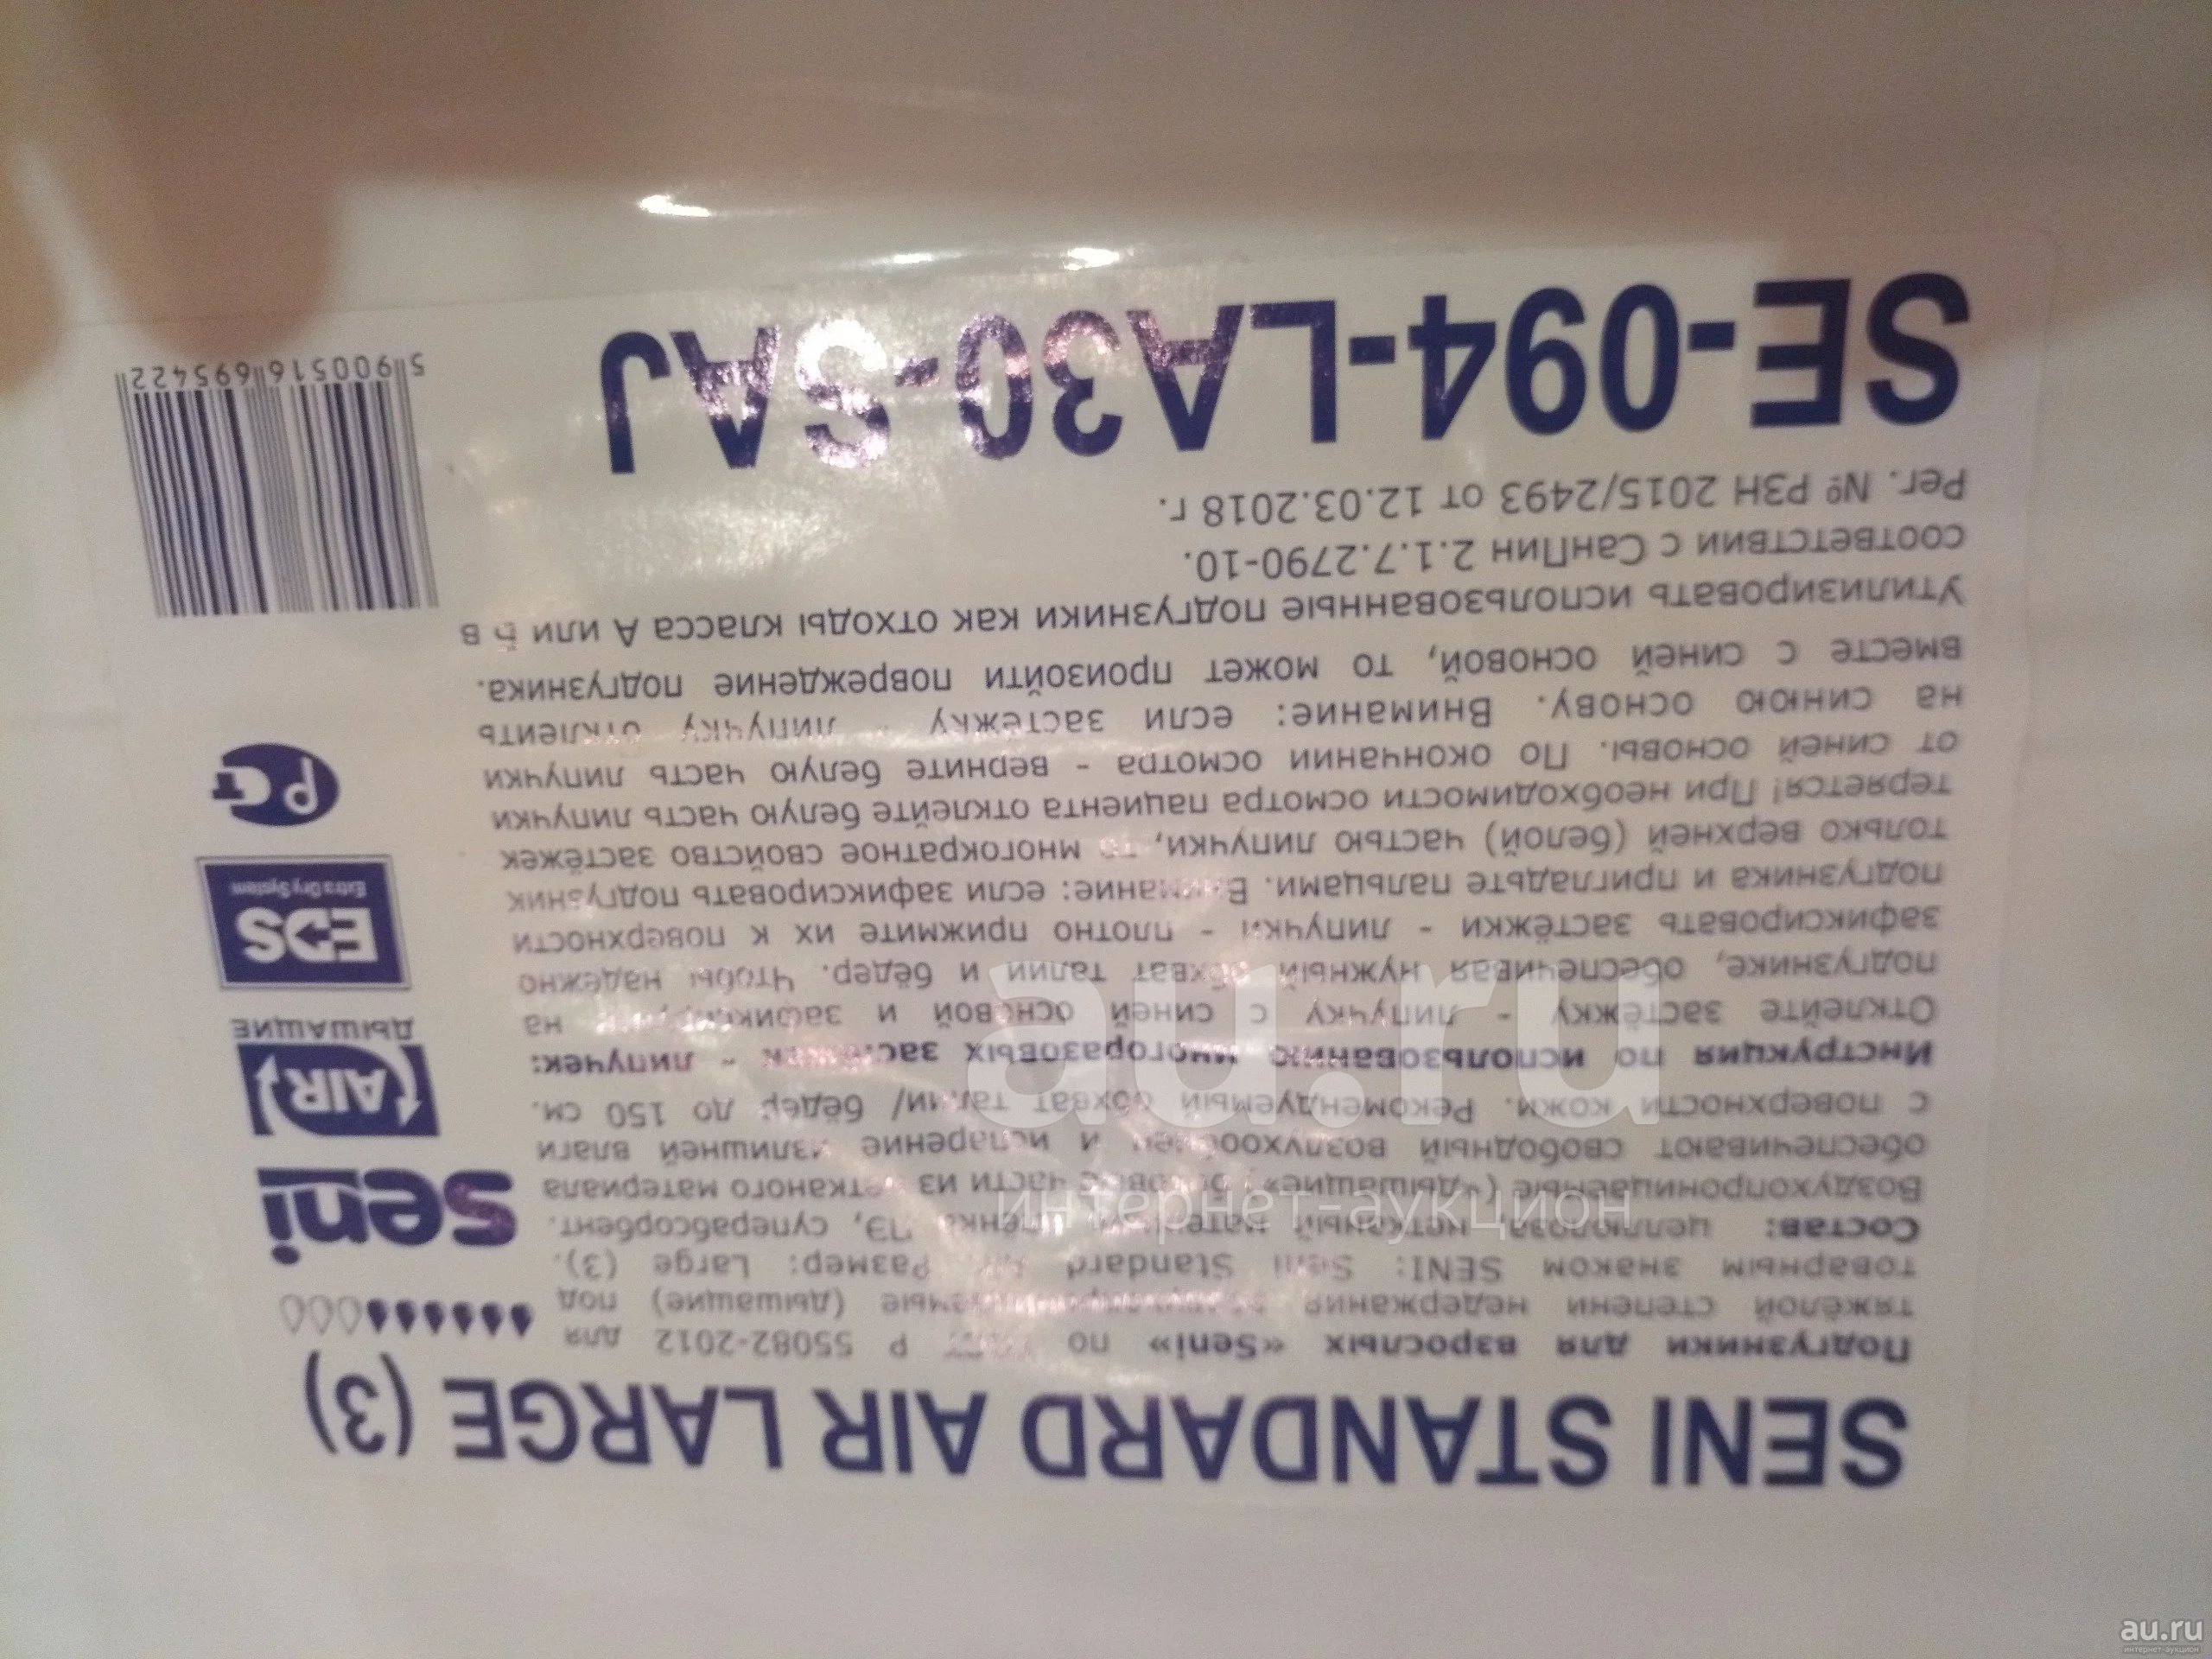 SENI STANDARD AIR LARGE (3)
Подгузники для взрослых «Seni» по Р 55082-2012 для
тяжёлой степени недержания (дышащие) под
товарным знаком SENI: Seni Standard Air Размер: Large (3).
Состав: целлюлоза, нетканый материал, плёнка ПЭ, суперабсорбент.
Воздухопроницаемые («дышащие») боковые части из нетканого материала
обеспечивают свободный воздухообмен и испарение излишней влаги
с поверхности кожи. Рекомендуемый обхват талии/ бёдер до 150 см.
Инструкция по использованию многоразовых застёжек - липучек:
Отклейте застёжку - липучку с синей основой и на
подгузнике, обеспечивая нужный обхват талии и бёдер. Чтобы надёжно
зафиксировать застёжки - липучки - плотно прижмите их к поверхности
подгузника и пригладьте пальцами. Внимание: если зафиксировать подгузник
только верхней (белой) частью липучки, то многократное свойство застёжек
теряется! При необходимости осмотра пациента отклейте белую часть липучки
от синей основы. По окончании осмотра - верните белую часть липучки
на синюю основу. Внимание: если застёжку - липучку отклеить
вместе с синей основой, то может произойти повреждение подгузника.
Утилизировать использованные подгузники как отходы класса А или Б в
соответствии с СанПин 2.1.7.2790-10.
Рег. № РЗН 2015/2493 от 12.03.2018 г.
SE-094-LA30-SAJ
seni
AIR
ДЫШАЩИЕ
EDS
Extra Dry System
РСТ
5 900516 695422
au.ru
интернет-аукцион
au.ru
интернет-аукцион